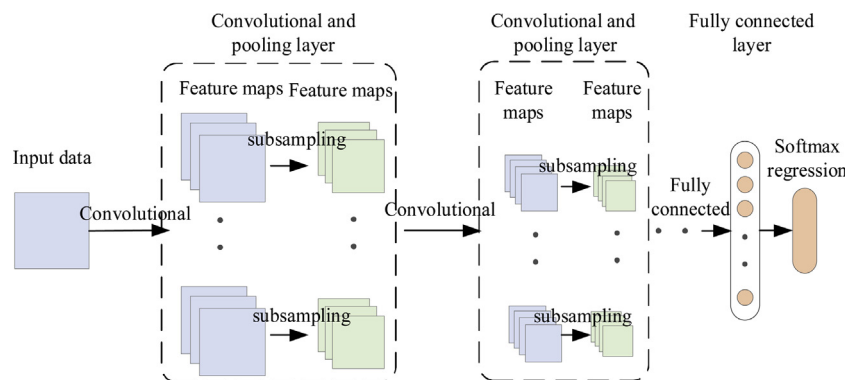 Convolutional and
pooling layer
Convolutional and
pooling layer
Fully connected
layer
Feature maps
Feature maps
Feature
maps
Feature
maps
Input data
subsampling
subsampling
Softmax
regression
Convolutional
Convolutional
Fully
connected
subsampling
subsampling